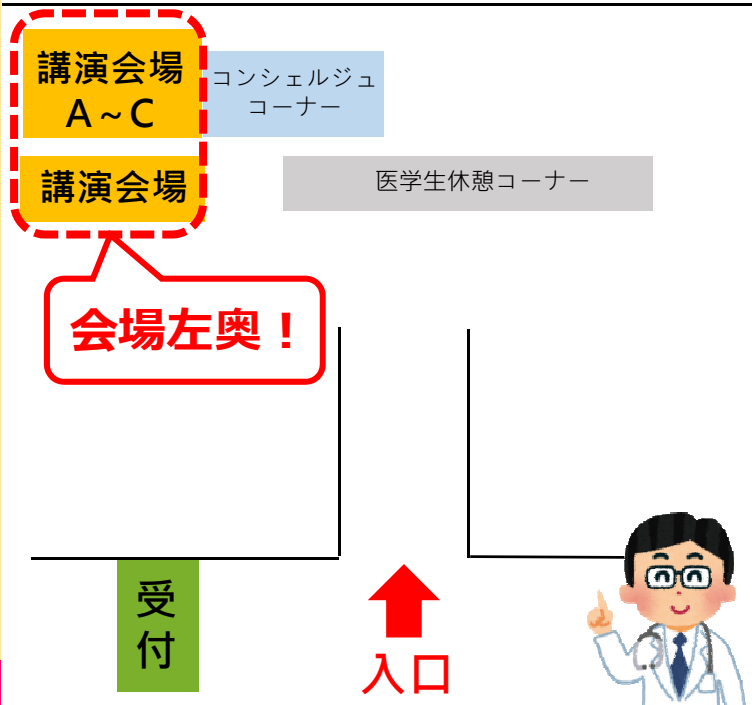 講演会場
A~C
コンシェルジュ
コーナー
講演会場
医学生休憩コーナー
会場左奥！
受
付
入口